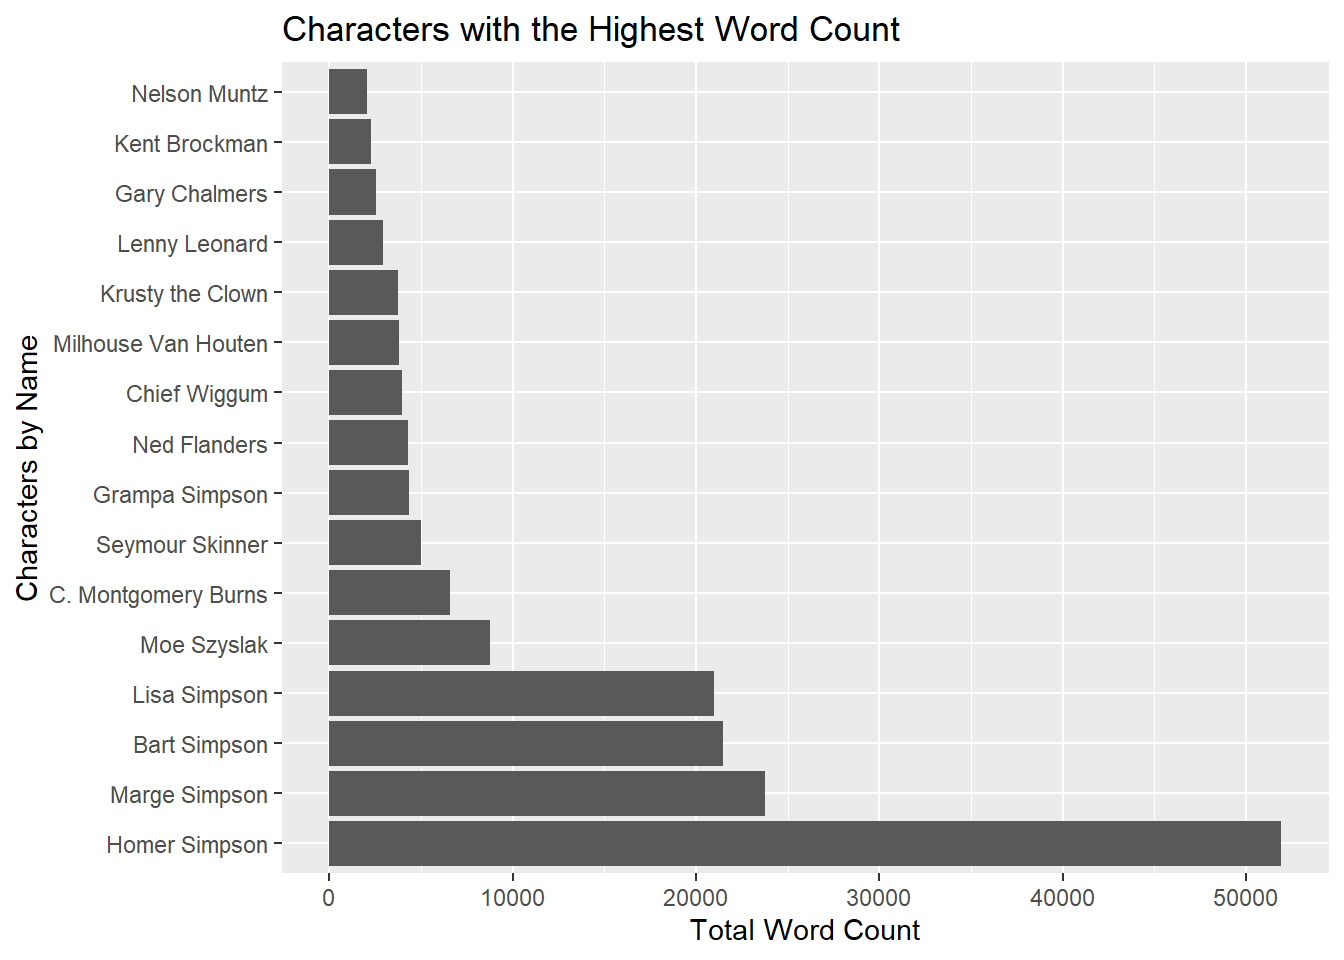 Characters with the Highest Word Count
Characters by Name
Nelson Muntz
Kent Brockman
Gary Chalmers
Lenny Leonard
Krusty the Clown
Milhouse Van Houten
Chief Wiggum
Ned Flanders
Grampa Simpson
Seymour Skinner
C. Montgomery Burns
Moe Szyslak
Lisa Simpson
Bart Simpson
Marge Simpson
Homer Simpson
0 10000 20000 30000 40000 50000
Total Word Count